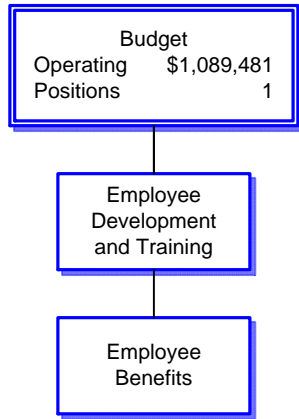 Budget
Operating $1,089,481
Positions 1
Employee
Development
and Training
Employee
Benefits